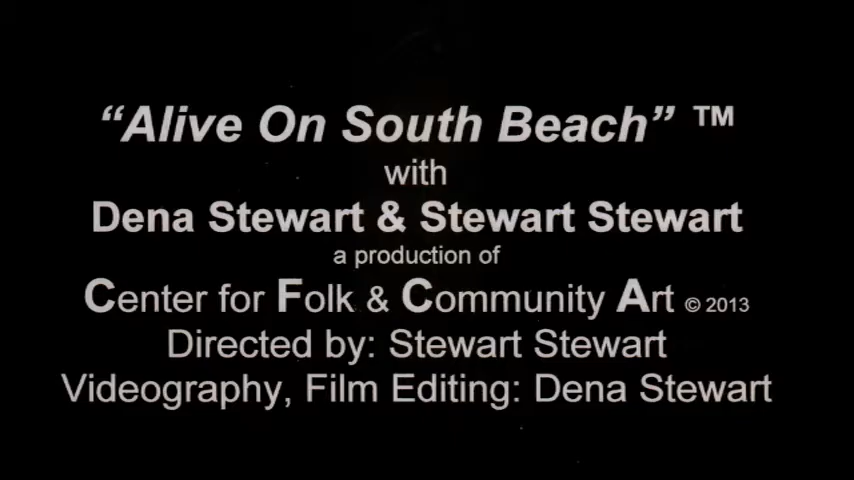 “Alive On South Beach” ™
with
Dena Stewart & Stewart Stewart
a production of
Center for Folk & Community Art © 2013
Directed by: Stewart Stewart
Videography, Film Editing: Dena Stewart